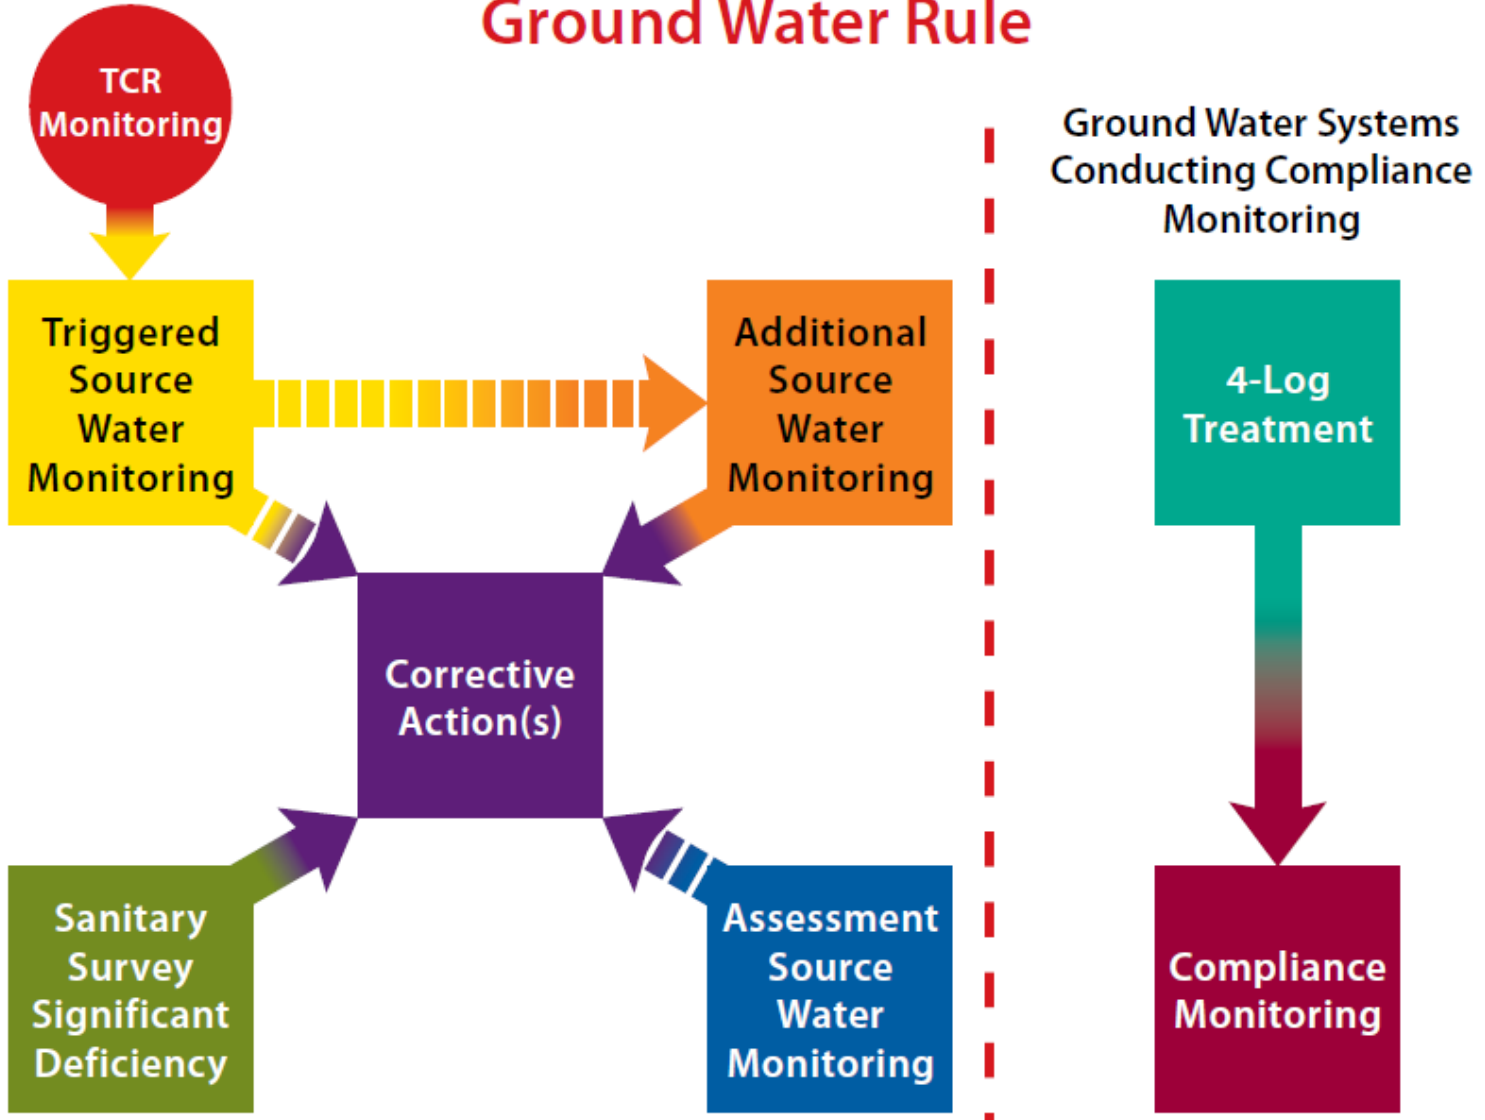 Ground Water Rule
TCR
Monitoring
Ground Water Systems
Conducting Compliance
Monitoring
Triggered
Source
Water
Monitoring
Additional
Source
Water
Monitoring
4-Log
Treatment
Corrective
Action(s)
Sanitary
Survey
Significant
Deficiency
Assessment
Source
Water
Monitoring
Compliance
Monitoring